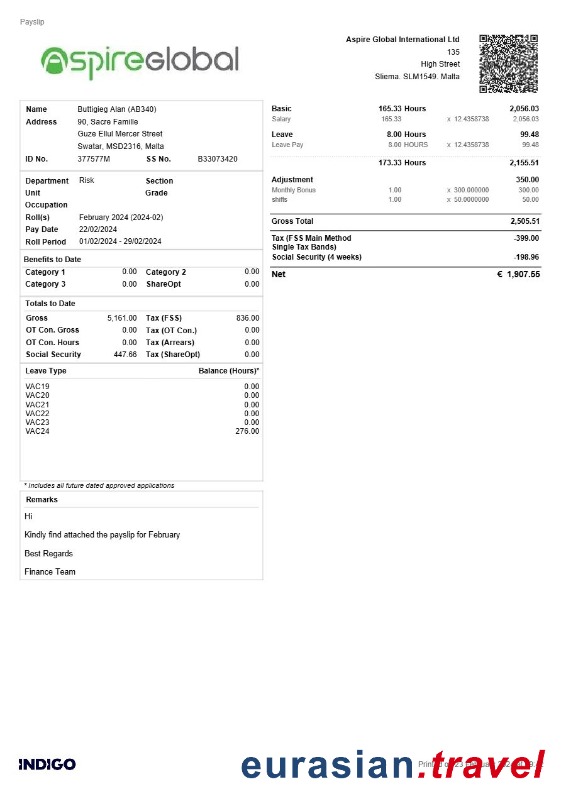 Payslip
AspireGlobal
Aspire Global International Ltd
135
High Street
Sliema. SLM1549. Malta
Name Buttigieg Alan (AB340)
Address 90, Sacre Famille
Guze Ellul Mercer Street
Swatar, MSD2316, Malta
ID No. 377577M SS No. B33073420
Department Risk Section
Unit Grade
Occupation
Roll(s) February 2024 (2024-02)
Pay Date 22/02/2024
Roll Period 01/02/2024 - 29/02/2024
Benefits to Date
Category 1 0.00 Category 2 0.00
Category 3 0.00 ShareOpt 0.00
Totals to Date
Gross 5,161.00 Tax (FSS) 836.00
OT Con. Gross 0.00 Tax (OT Con.) 0.00
OT Con. Hours 0.00 Tax (Arrears) 0.00
Social Security 447.66 Tax (ShareOpt) 0.00
Leave Type Balance (Hours)*
VAC19 0.00
VAC20 0.00
VAC21 0.00
VAC22 0.00
VAC23 0.00
VAC24 276.00
* Includes all future dated approved applications
Remarks
Hi
Kindly find attached the payslip for February
Best Regards
Finance Team
Basic 165.33 Hours 2,056.03
Salary 165.33 x 12.4358738 2,056.03
Leave 8.00 Hours 99.48
Leave Pay 8.00 HOURS x 12.4358738 99.48
173.33 Hours 2,155.51
Adjustment 350.00
Monthly Bonus 1.00 x 300.000000 300.00
shifts 1.00 x 50.0000000 50.00
Gross Total 2,505.51
Tax (FSS Main Method -399.00
Single Tax Bands)
Social Security (4 weeks) -198.96
Net € 1,907.55
INDIGO
eurasian.travel